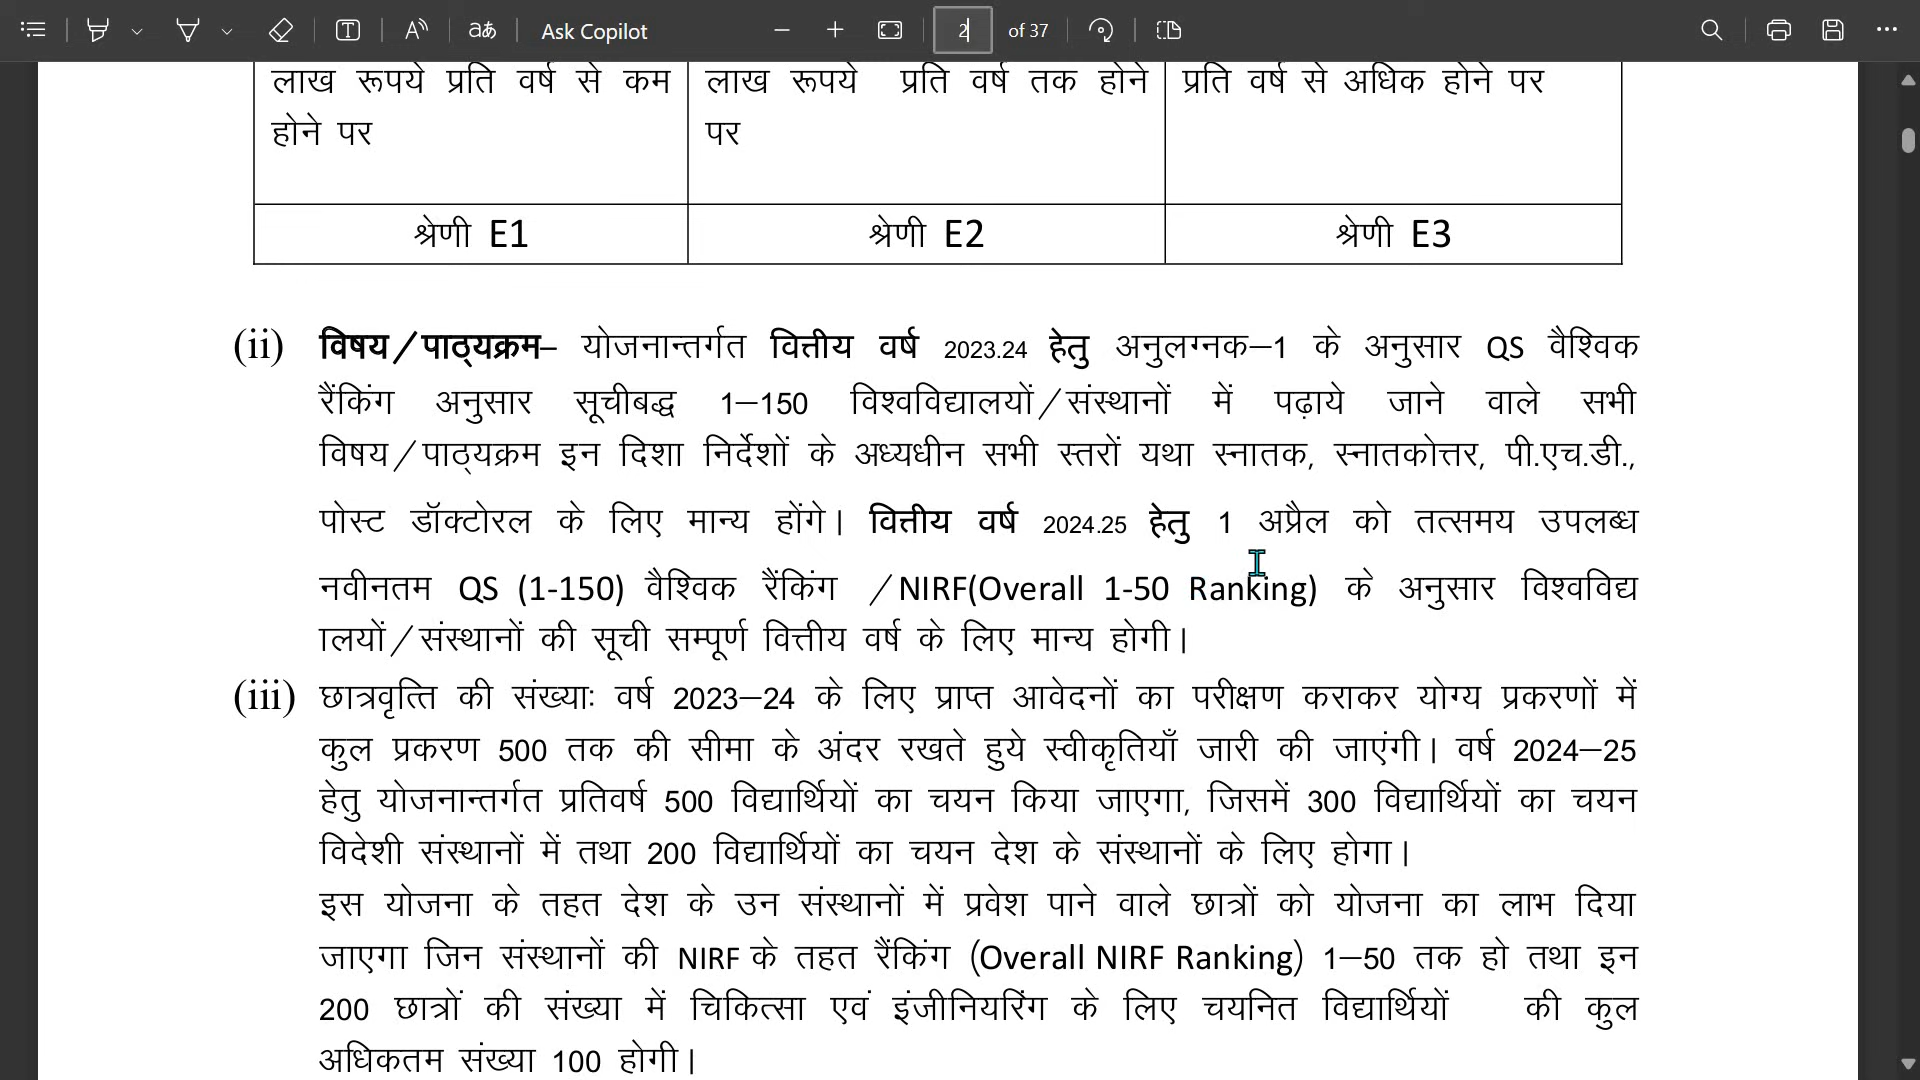 Ask Copilot
2
of 37
लाख रूपये प्रति वर्ष से कम
होने पर
लाख रूपये प्रति वर्ष तक होने
पर
प्रति वर्ष से अधिक होने पर
श्रेणी E1
श्रेणी E2
श्रेणी E3
(ii) विषय/पाठ्यक्रम– योजनान्तर्गत वित्तीय वर्ष 2023.24 हेतु अनुलग्नक–1 के अनुसार QS वैश्विक
रैंकिंग अनुसार सूचीबद्ध 1–150 विश्वविद्यालयों/संस्थानों में पढ़ाये जाने वाले सभी
विषय/पाठ्यक्रम इन दिशा निर्देशों के अध्यधीन सभी स्तरों यथा स्नातक, स्नातकोत्तर, पी.एच.डी.,
पोस्ट डॉक्टोरल के लिए मान्य होंगे। वित्तीय वर्ष 2024.25 हेतु 1 अप्रैल को तत्समय उपलब्ध
नवीनतम QS (1-150) वैश्विक रैंकिंग /NIRF(Overall 1-50 Ranking) के अनुसार विश्वविद्य
ालयों/संस्थानों की सूची सम्पूर्ण वित्तीय वर्ष के लिए मान्य होगी।
(iii) छात्रवृत्ति की संख्याः वर्ष 2023–24 के लिए प्राप्त आवेदनों का परीक्षण कराकर योग्य प्रकरणों में
कुल प्रकरण 500 तक की सीमा के अंदर रखते हुये स्वीकृतियाँ जारी की जाएंगी। वर्ष 2024–25
हेतु योजनान्तर्गत प्रतिवर्ष 500 विद्यार्थियों का चयन किया जाएगा, जिसमें 300 विद्यार्थियों का चयन
विदेशी संस्थानों में तथा 200 विद्यार्थियों का चयन देश के संस्थानों के लिए होगा।
इस योजना के तहत देश के उन संस्थानों में प्रवेश पाने वाले छात्रों को योजना का लाभ दिया
जाएगा जिन संस्थानों की NIRF के तहत रैंकिंग (Overall NIRF Ranking) 1–50 तक हो तथा इन
200 छात्रों की संख्या में चिकित्सा एवं इंजीनियरिंग के लिए चयनित विद्यार्थियों की कुल
अधिकतम संख्या 100 होगी।